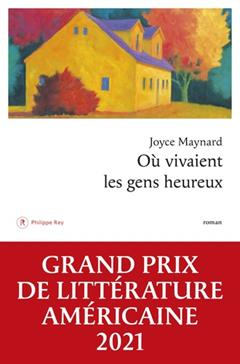 Joyce Maynard
Où vivaient
les gens heureux
Philippe Rey
roman
GRAND PRIX
DE LITTÉRATURE
AMÉRICAINE
2021